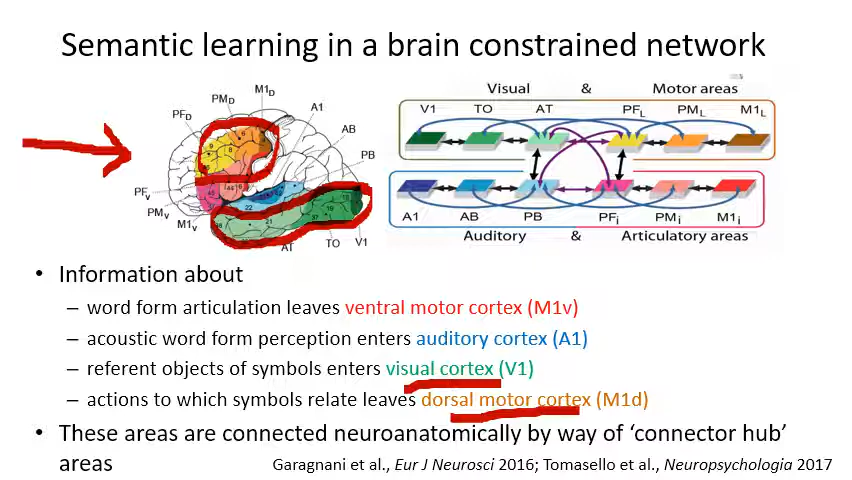 Semantic learning in a brain constrained network
M1D
PMD
PFD
A1
AB
PB
PFV
PMV
M1V
AT
TO
V1
Visual & Motor areas
V1 TO AT PFL PML M1L
A1 AB PB PFi PMi M1i
Auditory & Articulatory areas
• Information about
– word form articulation leaves ventral motor cortex (M1v)
– acoustic word form perception enters auditory cortex (A1)
– referent objects of symbols enters visual cortex (V1)
– actions to which symbols relate leaves dorsal motor cortex (M1d)
• These areas are connected neuroanatomically by way of ‘connector hub’
areas
Garagnani et al., Eur J Neurosci 2016; Tomasello et al., Neuropsychologia 2017